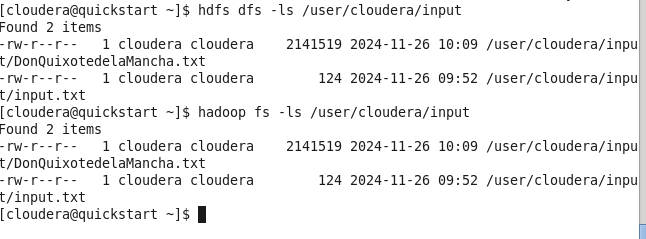 [cloudera@quickstart ~]$ hdfs dfs -ls /user/cloudera/input
Found 2 items
-rw-r--r--   1 cloudera cloudera    2141519 2024-11-26 10:09 /user/cloudera/inpu
t/DonQuixotedelaMancha.txt
-rw-r--r--   1 cloudera cloudera        124 2024-11-26 09:52 /user/cloudera/inpu
t/input.txt
[cloudera@quickstart ~]$ hadoop fs -ls /user/cloudera/input
Found 2 items
-rw-r--r--   1 cloudera cloudera    2141519 2024-11-26 10:09 /user/cloudera/inpu
t/DonQuixotedelaMancha.txt
-rw-r--r--   1 cloudera cloudera        124 2024-11-26 09:52 /user/cloudera/inpu
t/input.txt
[cloudera@quickstart ~]$